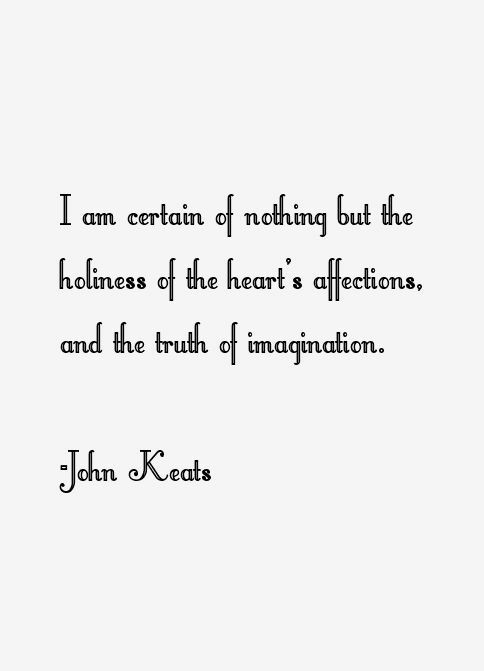 I am certain of nothing but the
holiness of the heart's affections,
and the truth of imagination.
-John Keats